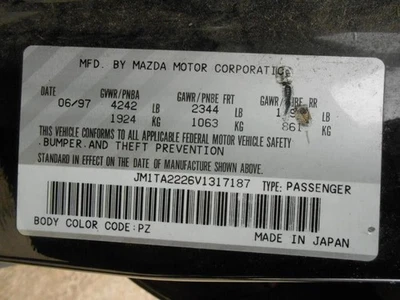 MFD. BY MAZDA MOTOR
DATE GVWR/PNBA GAWR/PNBE FRT RR
06/97 4242 LB 2344 LB LB
1924 KG 1063 KG 861 KG
THIS VEHICLE CONFORMS TO ALL APPLICABLE FEDERAL MOTOR VEHICLE SAFETY
.BUMPER.AND THEFT PREVENTION
STANDARD IN EFFECT ON THE DATE OF MANUFACTURE SHOWN ABOVE.
JM1TA2226V1317187 TYPE: PASSENGER
BODY COLOR CODE: PZ
MADE IN JAPAN